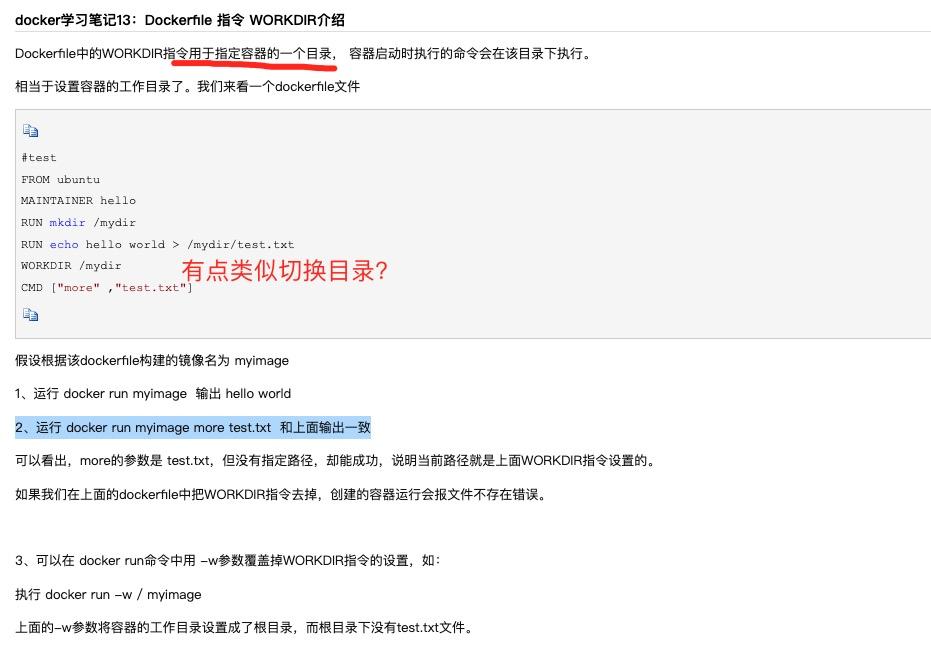 docker学习笔记13：Dockerfile 指令 WORKDIR介绍
Dockerfile中的WORKDIR指令用于指定容器的一个目录， 容器启动时执行的命令会在该目录下执行。
相当于设置容器的工作目录了。我们来看一个dockerfile文件
#test
FROM ubuntu
MAINTAINER hello
RUN mkdir /mydir
RUN echo hello world > /mydir/test.txt
WORKDIR /mydir
有点类似切换目录?
CMD ["more" ,"test.txt"]
假设根据该dockerfile构建的镜像名为 myimage
1、运行 docker run myimage 输出 hello world
2、运行 docker run myimage more test.txt 和上面输出一致
可以看出，more的参数是 test.txt，但没有指定路径，却能成功，说明当前路径就是上面WORKDIR指令设置的。
如果我们在上面的dockerfile中把WORKDIR指令去掉，创建的容器运行会报文件不存在错误。
3、可以在 docker run命令中用 -w参数覆盖掉WORKDIR指令的设置，如：
执行 docker run -w / myimage
上面的-w参数将容器的工作目录设置成了根目录，而根目录下没有test.txt文件。